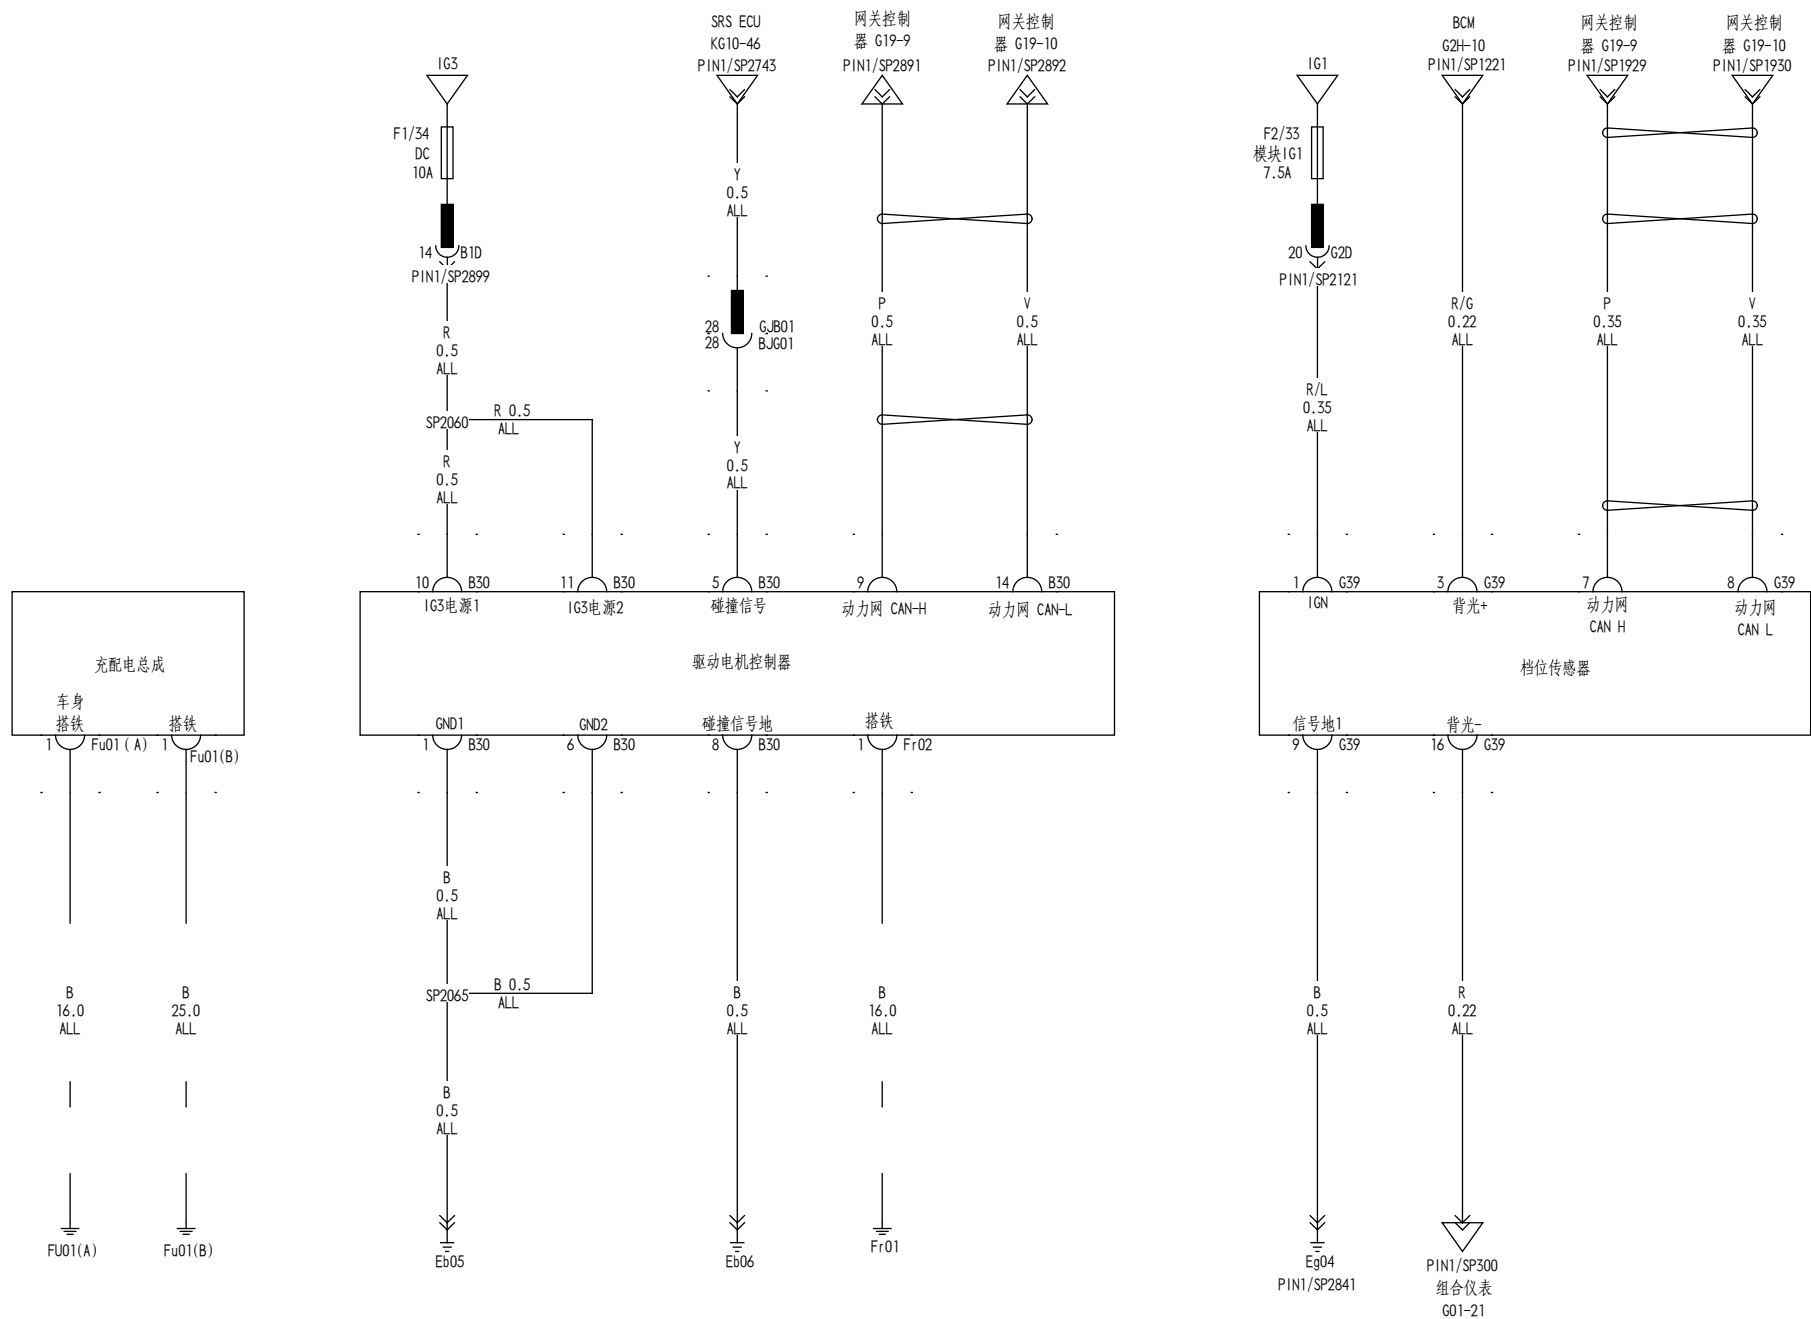 IG3
SRS ECU
KG10-46
PIN1/SP2743
网关控制
器 G19-9
PIN1/SP2891
网关控制
器 G19-10
PIN1/SP2892
IG1
BCM
G2H-10
PIN1/SP1221
网关控制
器 G19-9
PIN1/SP1929
网关控制
器 G19-10
PIN1/SP1930
F1/34
DC
10A
14 B1D
PIN1/SP2899
Y
0.5
ALL
F2/33
模块IG1
7.5A
20 G2D
PIN1/SP2121
R
0.5
ALL
28 GJB01
28 BJG01
P
0.5
ALL
V
0.5
ALL
R/G
0.22
ALL
P
0.35
ALL
V
0.35
ALL
R/L
0.35
ALL
SP2060
R 0.5
ALL
R
0.5
ALL
Y
0.5
ALL
10 B30
11 B30
5 B30
9
14 B30
1 G39
3 G39
7
8 G39
IG3电源1
IG3电源2
碰撞信号
动力网 CAN-H
动力网 CAN-L
IGN
背光+
动力网
CAN H
动力网
CAN L
充配电总成
驱动电机控制器
档位传感器
车身
搭铁
搭铁
GND1
GND2
碰撞信号地
搭铁
信号地1
背光-
1 Fu01(A)
1 Fu01(B)
1 B30
6 B30
8 B30
1 Fr02
9 G39
16 G39
B
0.5
ALL
SP2065
B 0.5
ALL
B
16.0
ALL
B
25.0
ALL
B
0.5
ALL
B
16.0
ALL
B
0.5
ALL
R
0.22
ALL
B
0.5
ALL
FU01(A)
Fu01(B)
Eb05
Eb06
Fr01
Eg04
PIN1/SP2841
PIN1/SP300
组合仪表
G01-21